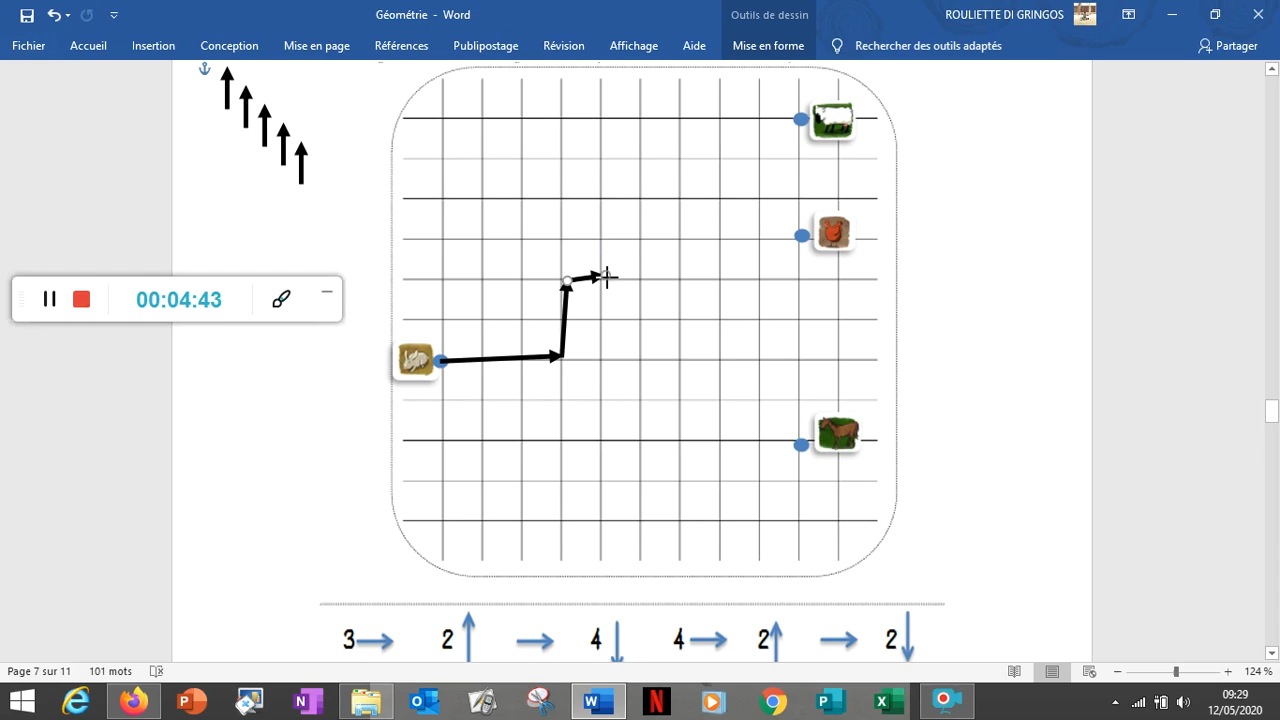 Géométrie - Word
Outils de dessin
ROULIETTE DI GRINGOS
Fichier Accueil Insertion Conception Mise en page Références Publipostage Révision Affichage Aide Mise en forme Rechercher des outils adaptés Partager
00:04:43
3 2 4 4 2 2
Page 7 sur 11 101 mots 124 %
09:29
12/05/2020